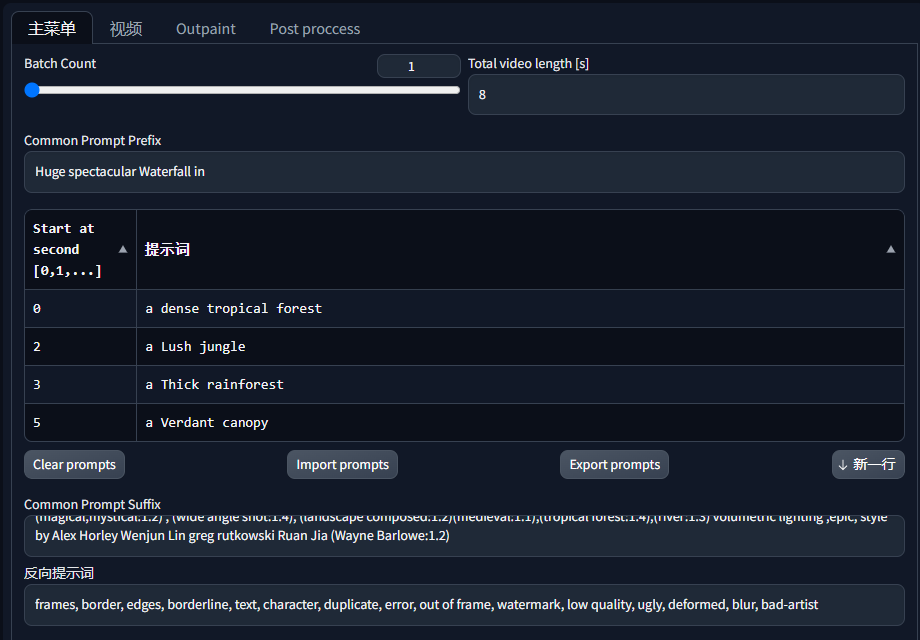 主菜单 视频 Outpaint Post proccess
Batch Count 1 Total video length [s]
8
Common Prompt Prefix
Huge spectacular Waterfall in
Start at
second
[0,1,...]
提示词
0 a dense tropical forest
2 a Lush jungle
3 a Thick rainforest
5 a Verdant canopy
Clear prompts Import prompts Export prompts ↓ 新一行
Common Prompt Suffix
(magical,mystical:1.2) , (wide angle shot:1.4), (landscape composed:1.2)(medieval:1.1),(tropical forest:1.4),(river:1.3) volumetric lighting ,epic, style
by Alex Horley Wenjun Lin greg rutkowski Ruan Jia (Wayne Barlowe:1.2)
反向提示词
frames, border, edges, borderline, text, character, duplicate, error, out of frame, watermark, low quality, ugly, deformed, blur, bad-artist